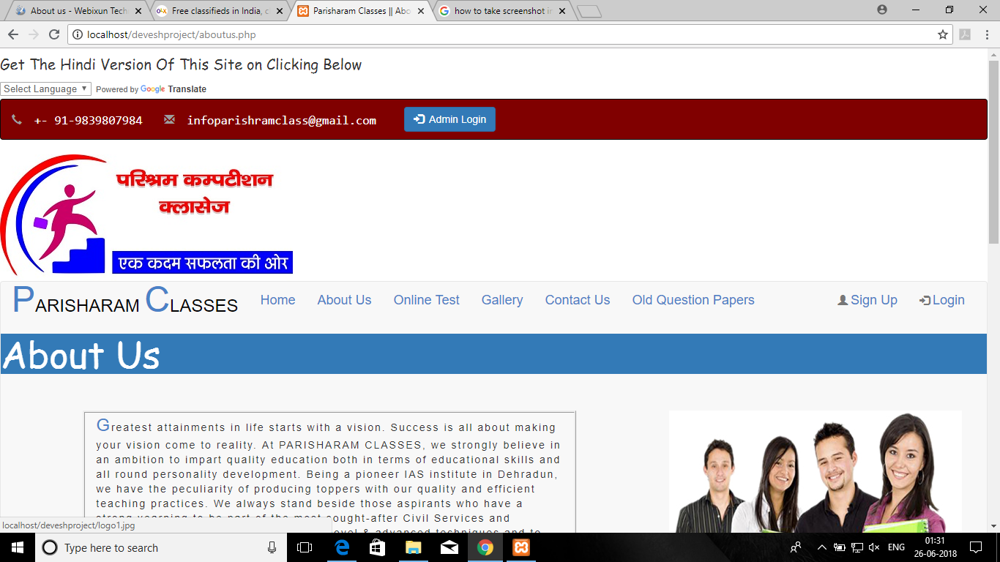 About us - Webixun Tech
Free classifieds in India, c
Parisharam Classes || Abo
how to take screenshot i
localhost/deveshproject/aboutus.php
Get The Hindi Version Of This Site on Clicking Below
Select Language
Powered by Google Translate
+- 91-9839807984 infoparishramclass@gmail.com Admin Login
परिश्रम कम्पटीशन
क्लासेज
एक कदम सफलता की ओर
PARISHARAM CLASSES Home About Us Online Test Gallery Contact Us Old Question Papers Sign Up Login
About Us
Greatest attainments in life starts with a vision. Success is all about making
your vision come to reality. At PARISHARAM CLASSES, we strongly believe in
an ambition to impart quality education both in terms of educational skills and
all round personality development. Being a pioneer IAS institute in Dehradun,
we have the peculiarity of producing toppers with our quality and efficient
teaching practices. We always stand beside those aspirants who have a
strong yearning to be part of the most sought-after Civil Services and
& advanced techniques and to
localhost/deveshproject/logo1.jpg
Type here to search
ENG
01:31
26-06-2018